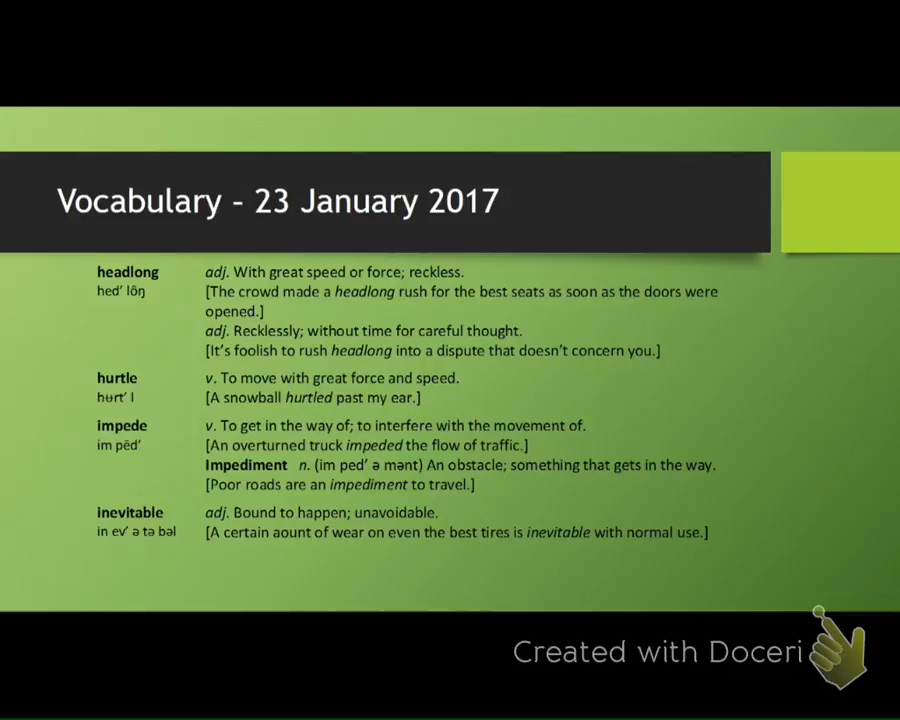 Vocabulary – 23 January 2017
headlong adj. With great speed or force; reckless.
hed′ lôŋ [The crowd made a headlong rush for the best seats as soon as the doors were
opened.]
adj. Recklessly; without time for careful thought.
[It's foolish to rush headlong into a dispute that doesn't concern you.]
hurtle v. To move with great force and speed.
hʉrt′ l [A snowball hurtled past my ear.]
impede v. To get in the way of; to interfere with the movement of.
im pēd′ [An overturned truck impeded the flow of traffic.]
Impediment n. (im ped′ ə mənt) An obstacle; something that gets in the way.
[Poor roads are an impediment to travel.]
inevitable adj. Bound to happen; unavoidable.
in ev′ ə tə bəl [A certain aount of wear on even the best tires is inevitable with normal use.]
Created with Doceri